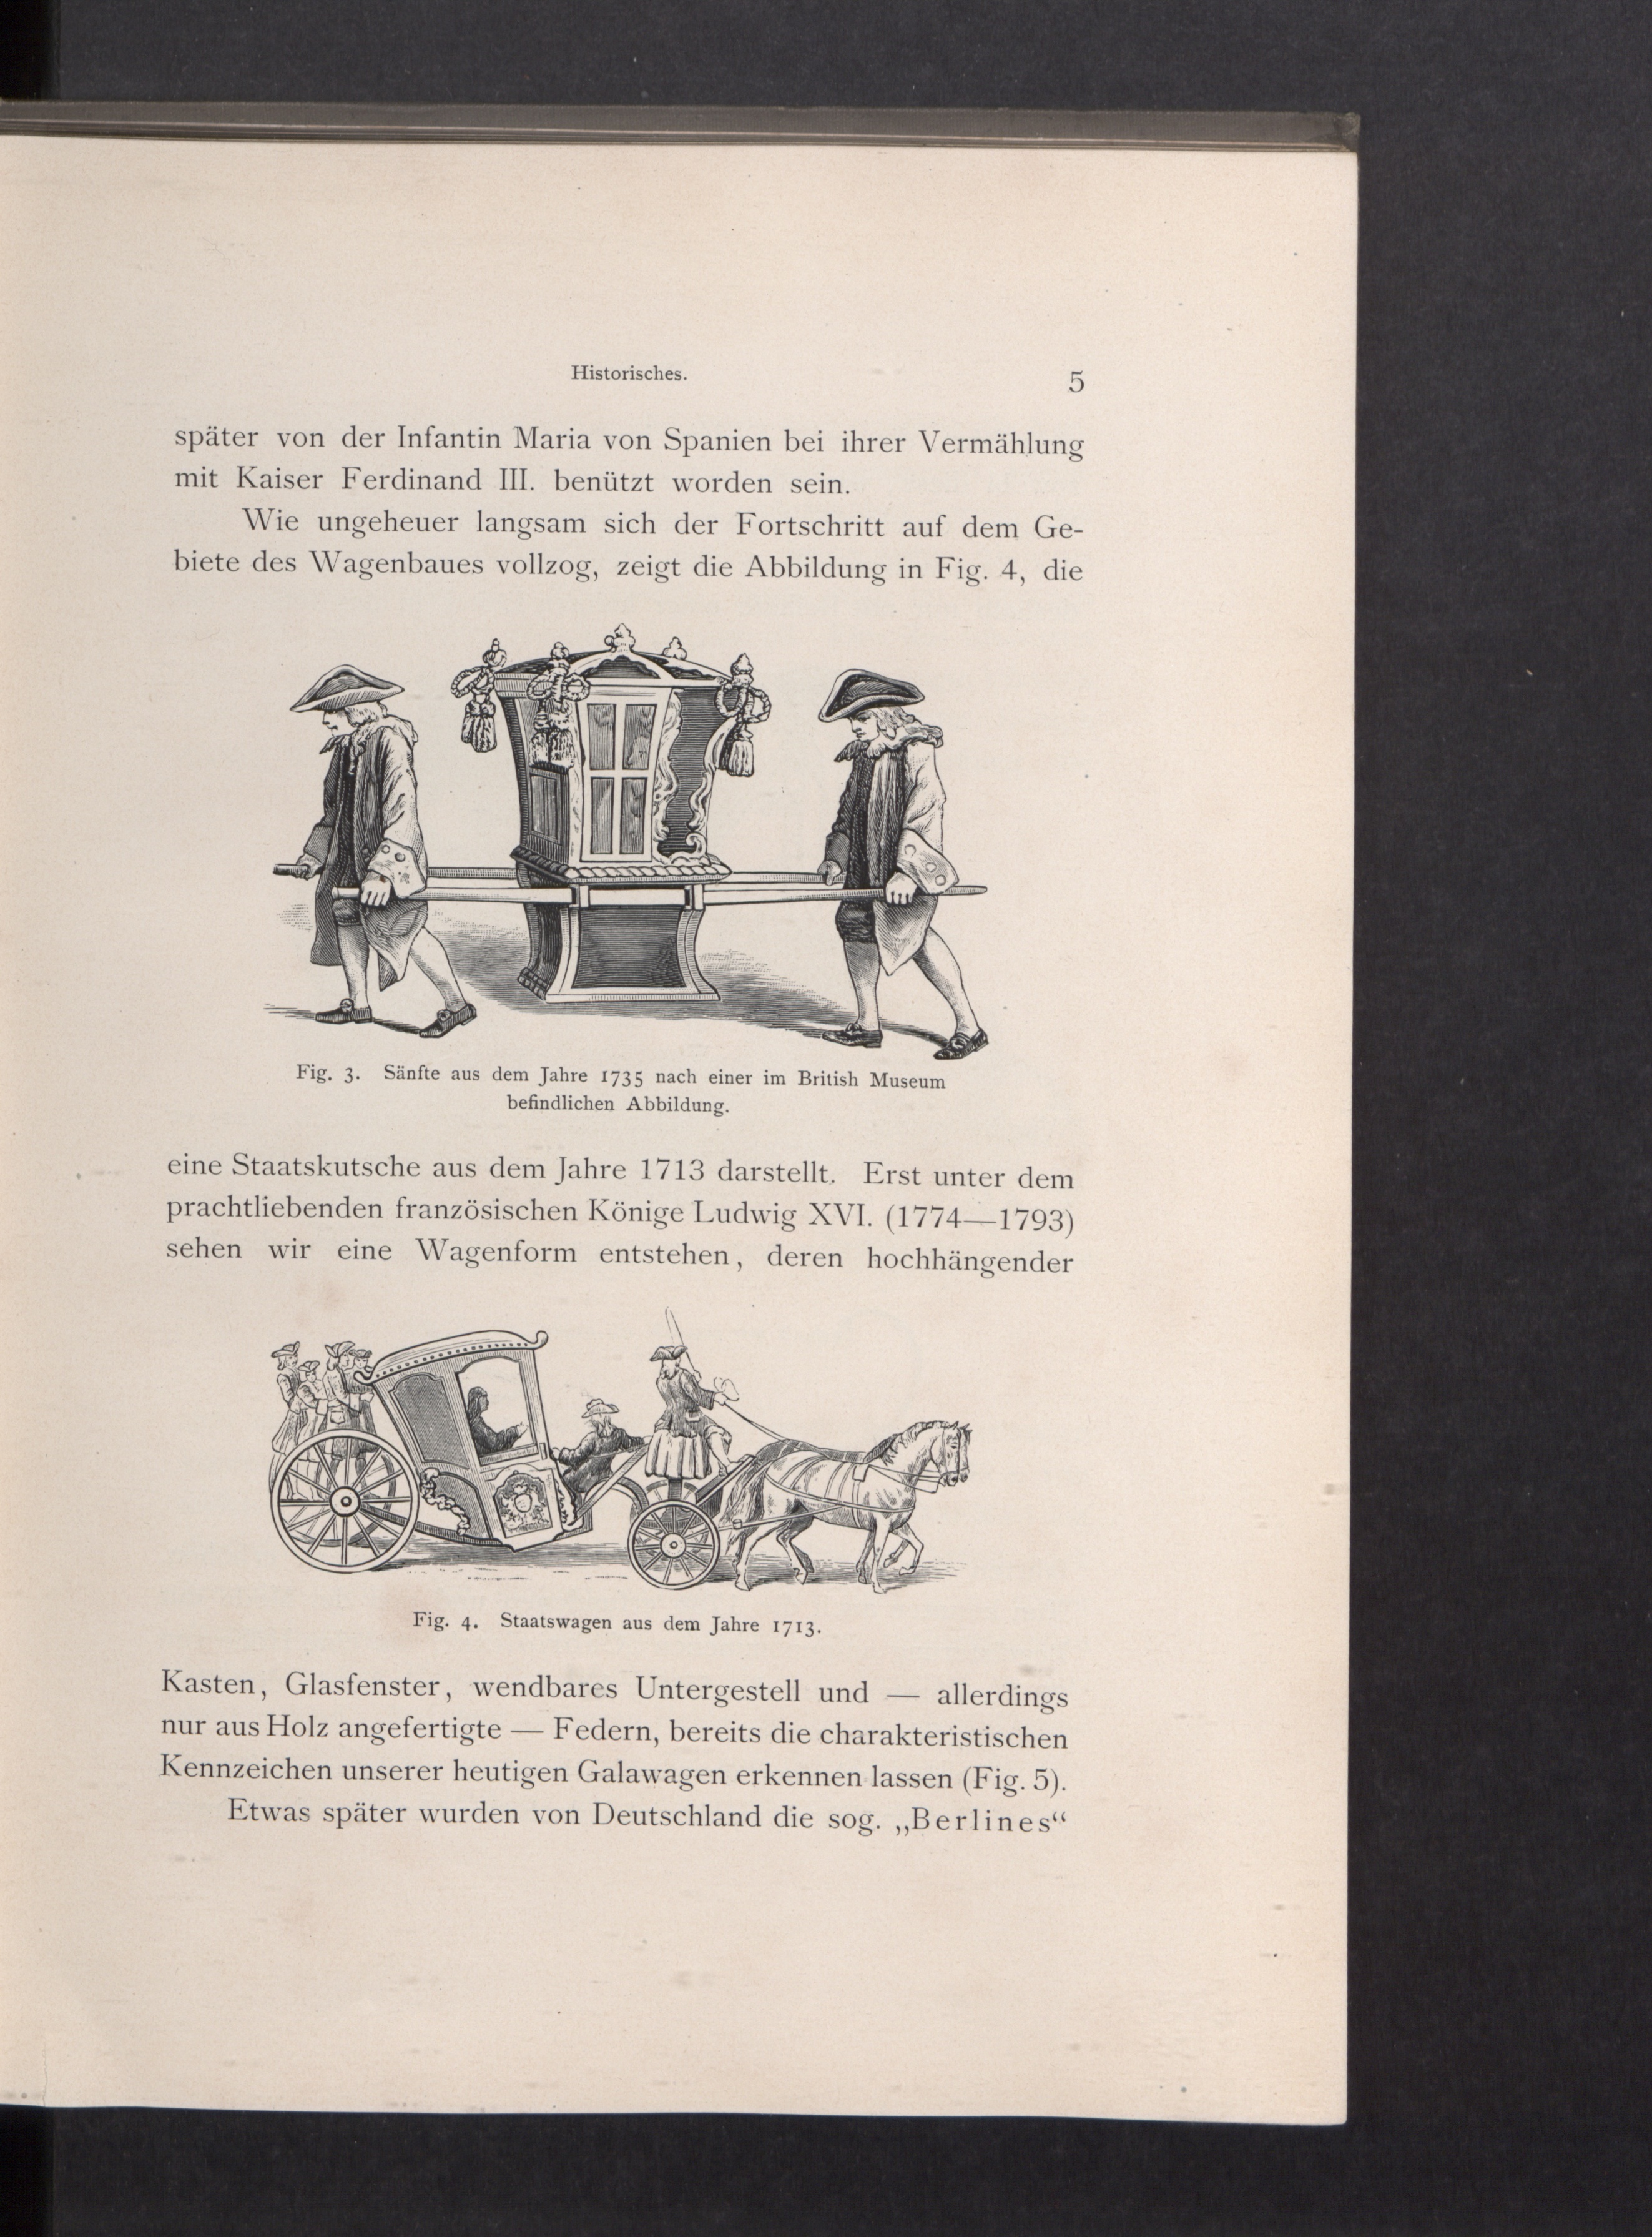 Historisches.
5
später von der Infantin Maria von Spanien bei ihrer Vermählung
mit Kaiser Ferdinand III. benützt worden sein.
Wie ungeheuer langsam sich der Fortschritt auf dem Ge-
biete des Wagenbaues vollzog, zeigt die Abbildung in Fig. 4, die
Fig. 3. Sänfte aus dem Jahre 1735 nach einer im British Museum
befindlichen Abbildung.
eine Staatskutsche aus dem Jahre 1713 darstellt. Erst unter dem
prachtliebenden französischen Könige Ludwig XVI. (1774—1793)
sehen wir eine Wagenform entstehen, deren hochhängender
Fig. 4. Staatswagen aus dem Jahre 1713.
Kasten, Glasfenster, wendbares Untergestell und — allerdings
nur aus Holz angefertigte — Federn, bereits die charakteristischen
Kennzeichen unserer heutigen Galawagen erkennen lassen (Fig. 5).
Etwas später wurden von Deutschland die sog. „Berlines“